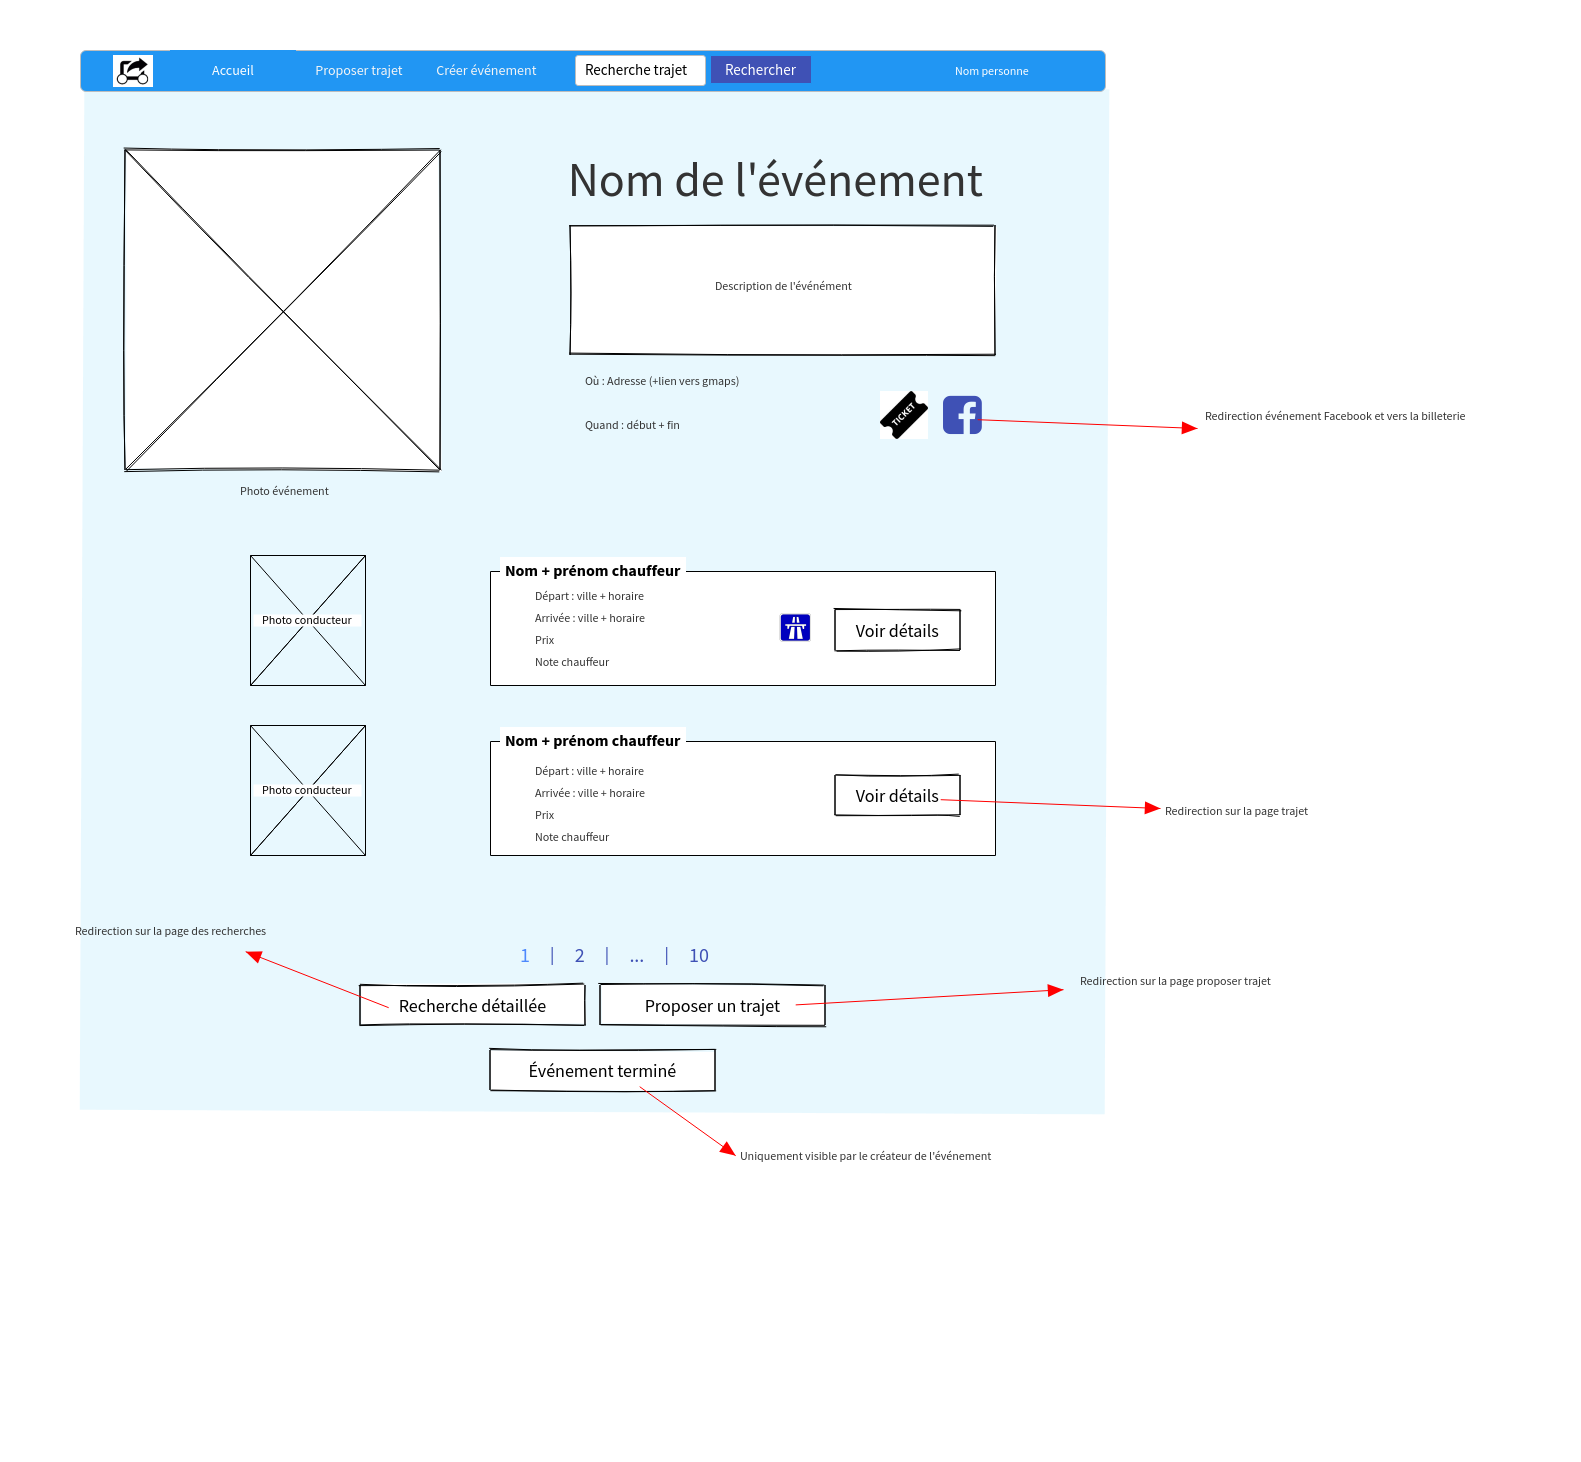 Accueil
Proposer trajet
Créer événement
Recherche trajet
Rechercher
Nom personne
Nom de l'événement
Description de l'événément
Où : Adresse (+lien vers gmaps)
Quand : début + fin
TICKET
Redirection événement Facebook et vers la billeterie
Photo événement
Photo conducteur
Nom + prénom chauffeur
Départ : ville + horaire
Arrivée : ville + horaire
Prix
Note chauffeur
Voir détails
Photo conducteur
Nom + prénom chauffeur
Départ : ville + horaire
Arrivée : ville + horaire
Prix
Note chauffeur
Voir détails
Redirection sur la page trajet
Redirection sur la page des recherches
1 | 2 | ... | 10
Recherche détaillée
Proposer un trajet
Redirection sur la page proposer trajet
Événement terminé
Uniquement visible par le créateur de l'événement